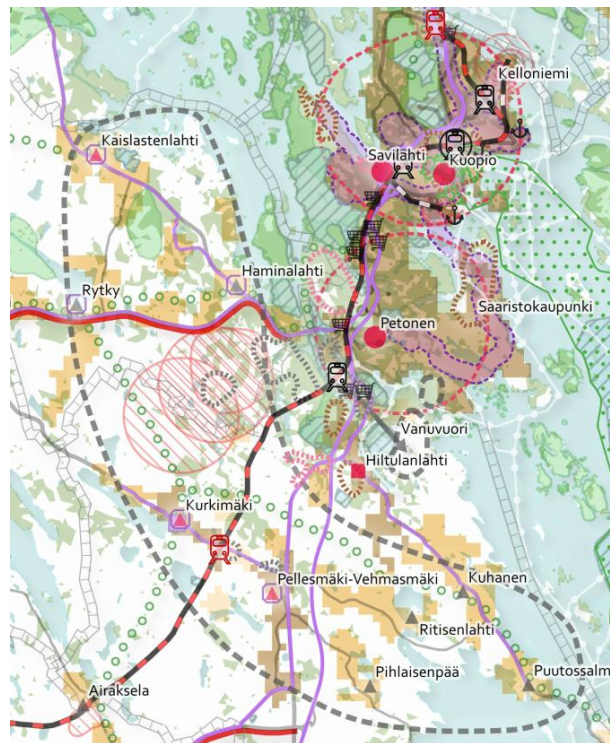 Kelloniemi
Kaislastenlahti
Savilahti
Kuopio
Haminalahti
Rytky
Saaristokaupunki
Petonen
Vanuvuori
Hiltulanlahti
Kurkimäki
Pellesmäki-Vehmasmäki
Kuhanen
Ritisenlahti
Pihlaisenpää
Puutossalm
Airaksela